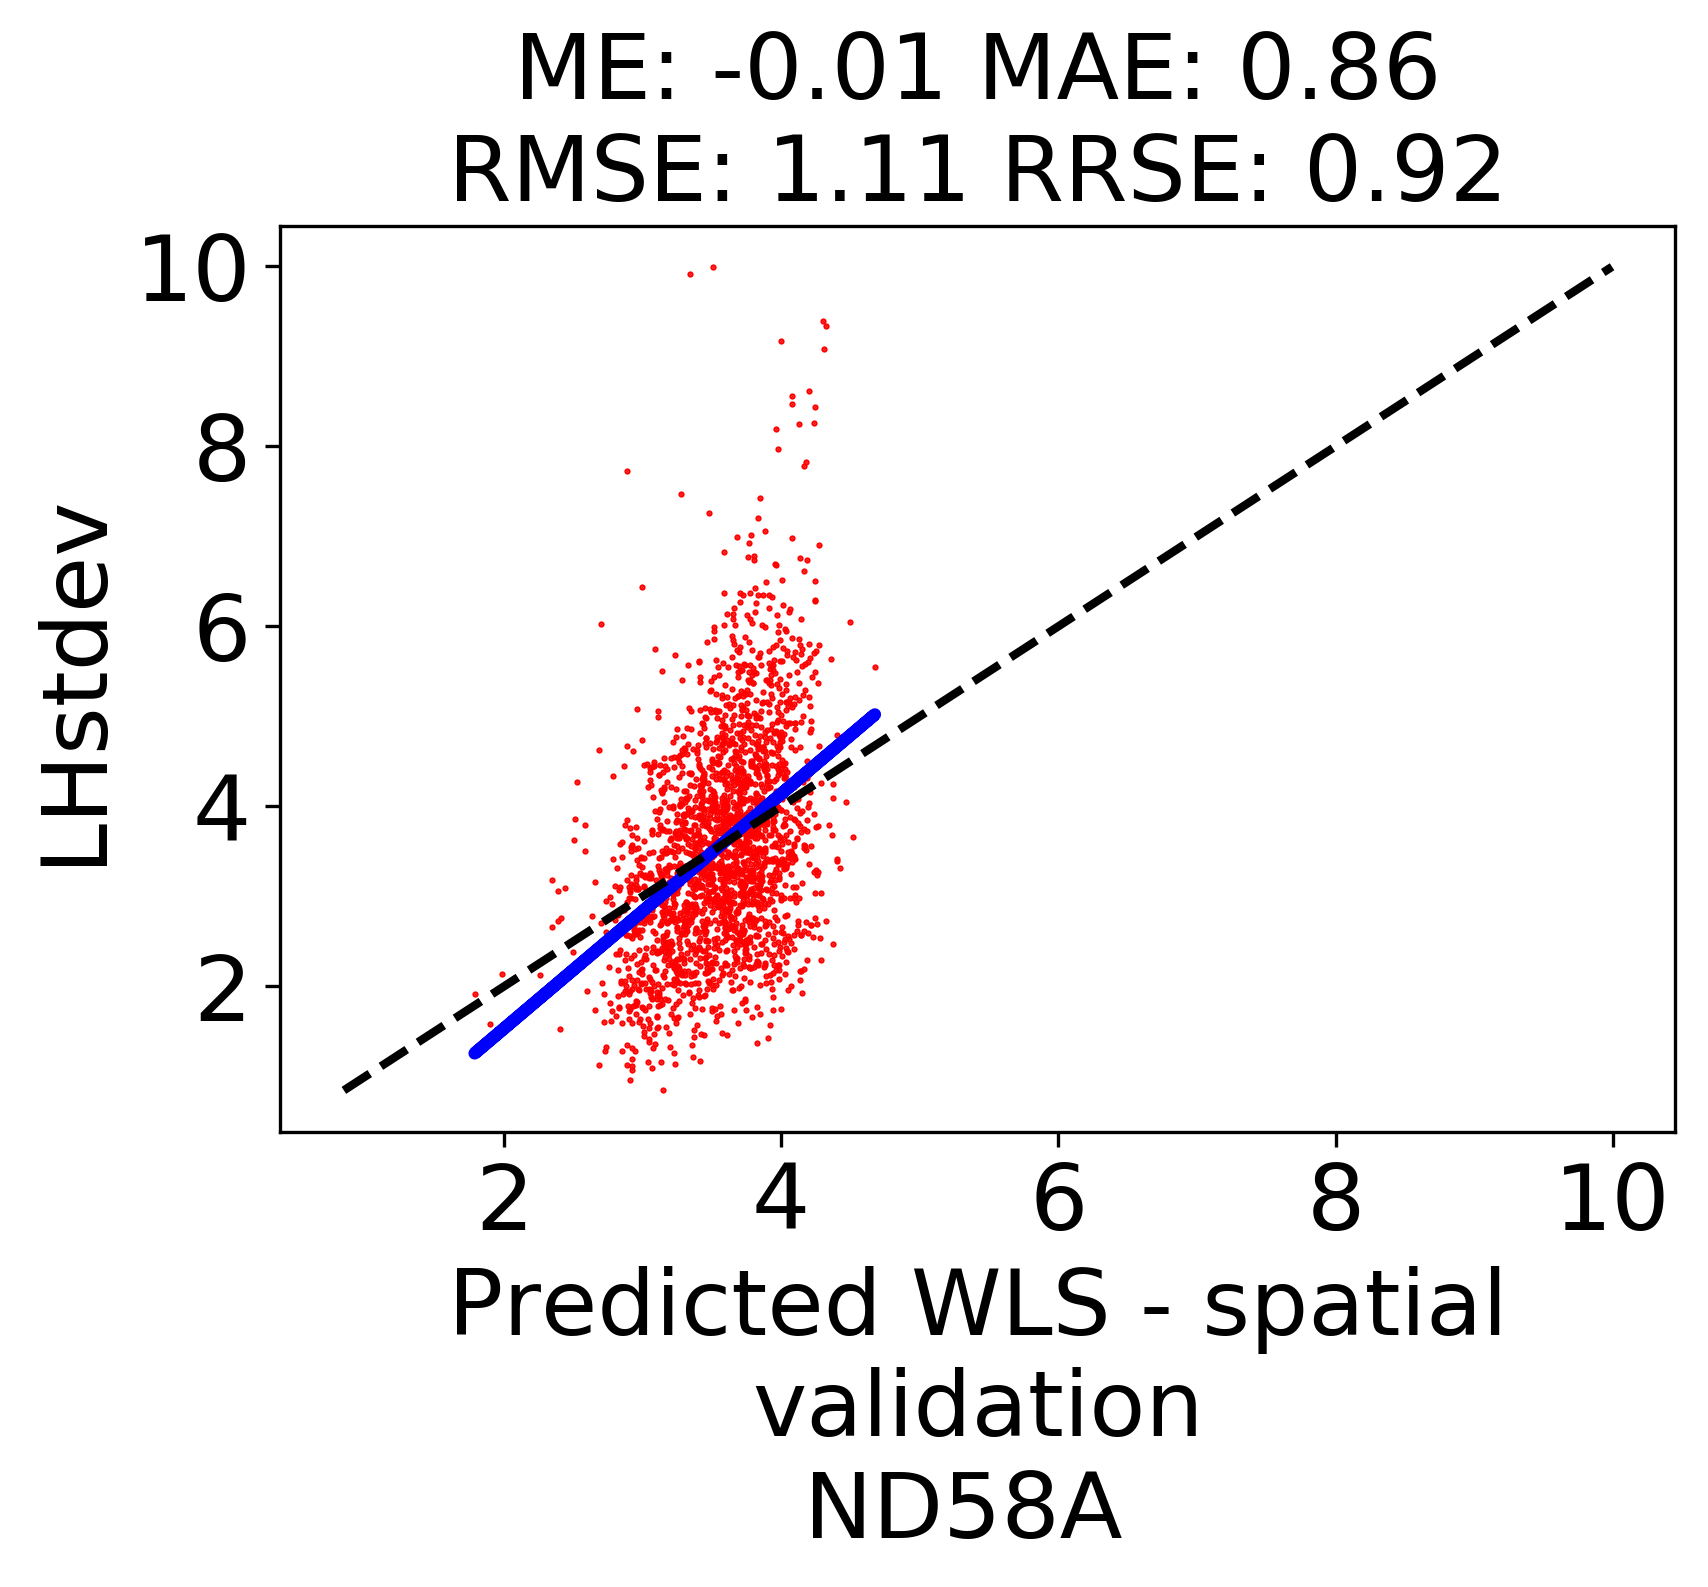 ME: -0.01 MAE: 0.86
RMSE: 1.11 RRSE: 0.92
10
8
6
4
2
LHstdev
2 4 6 8 10
Predicted WLS - spatial
validation
ND58A